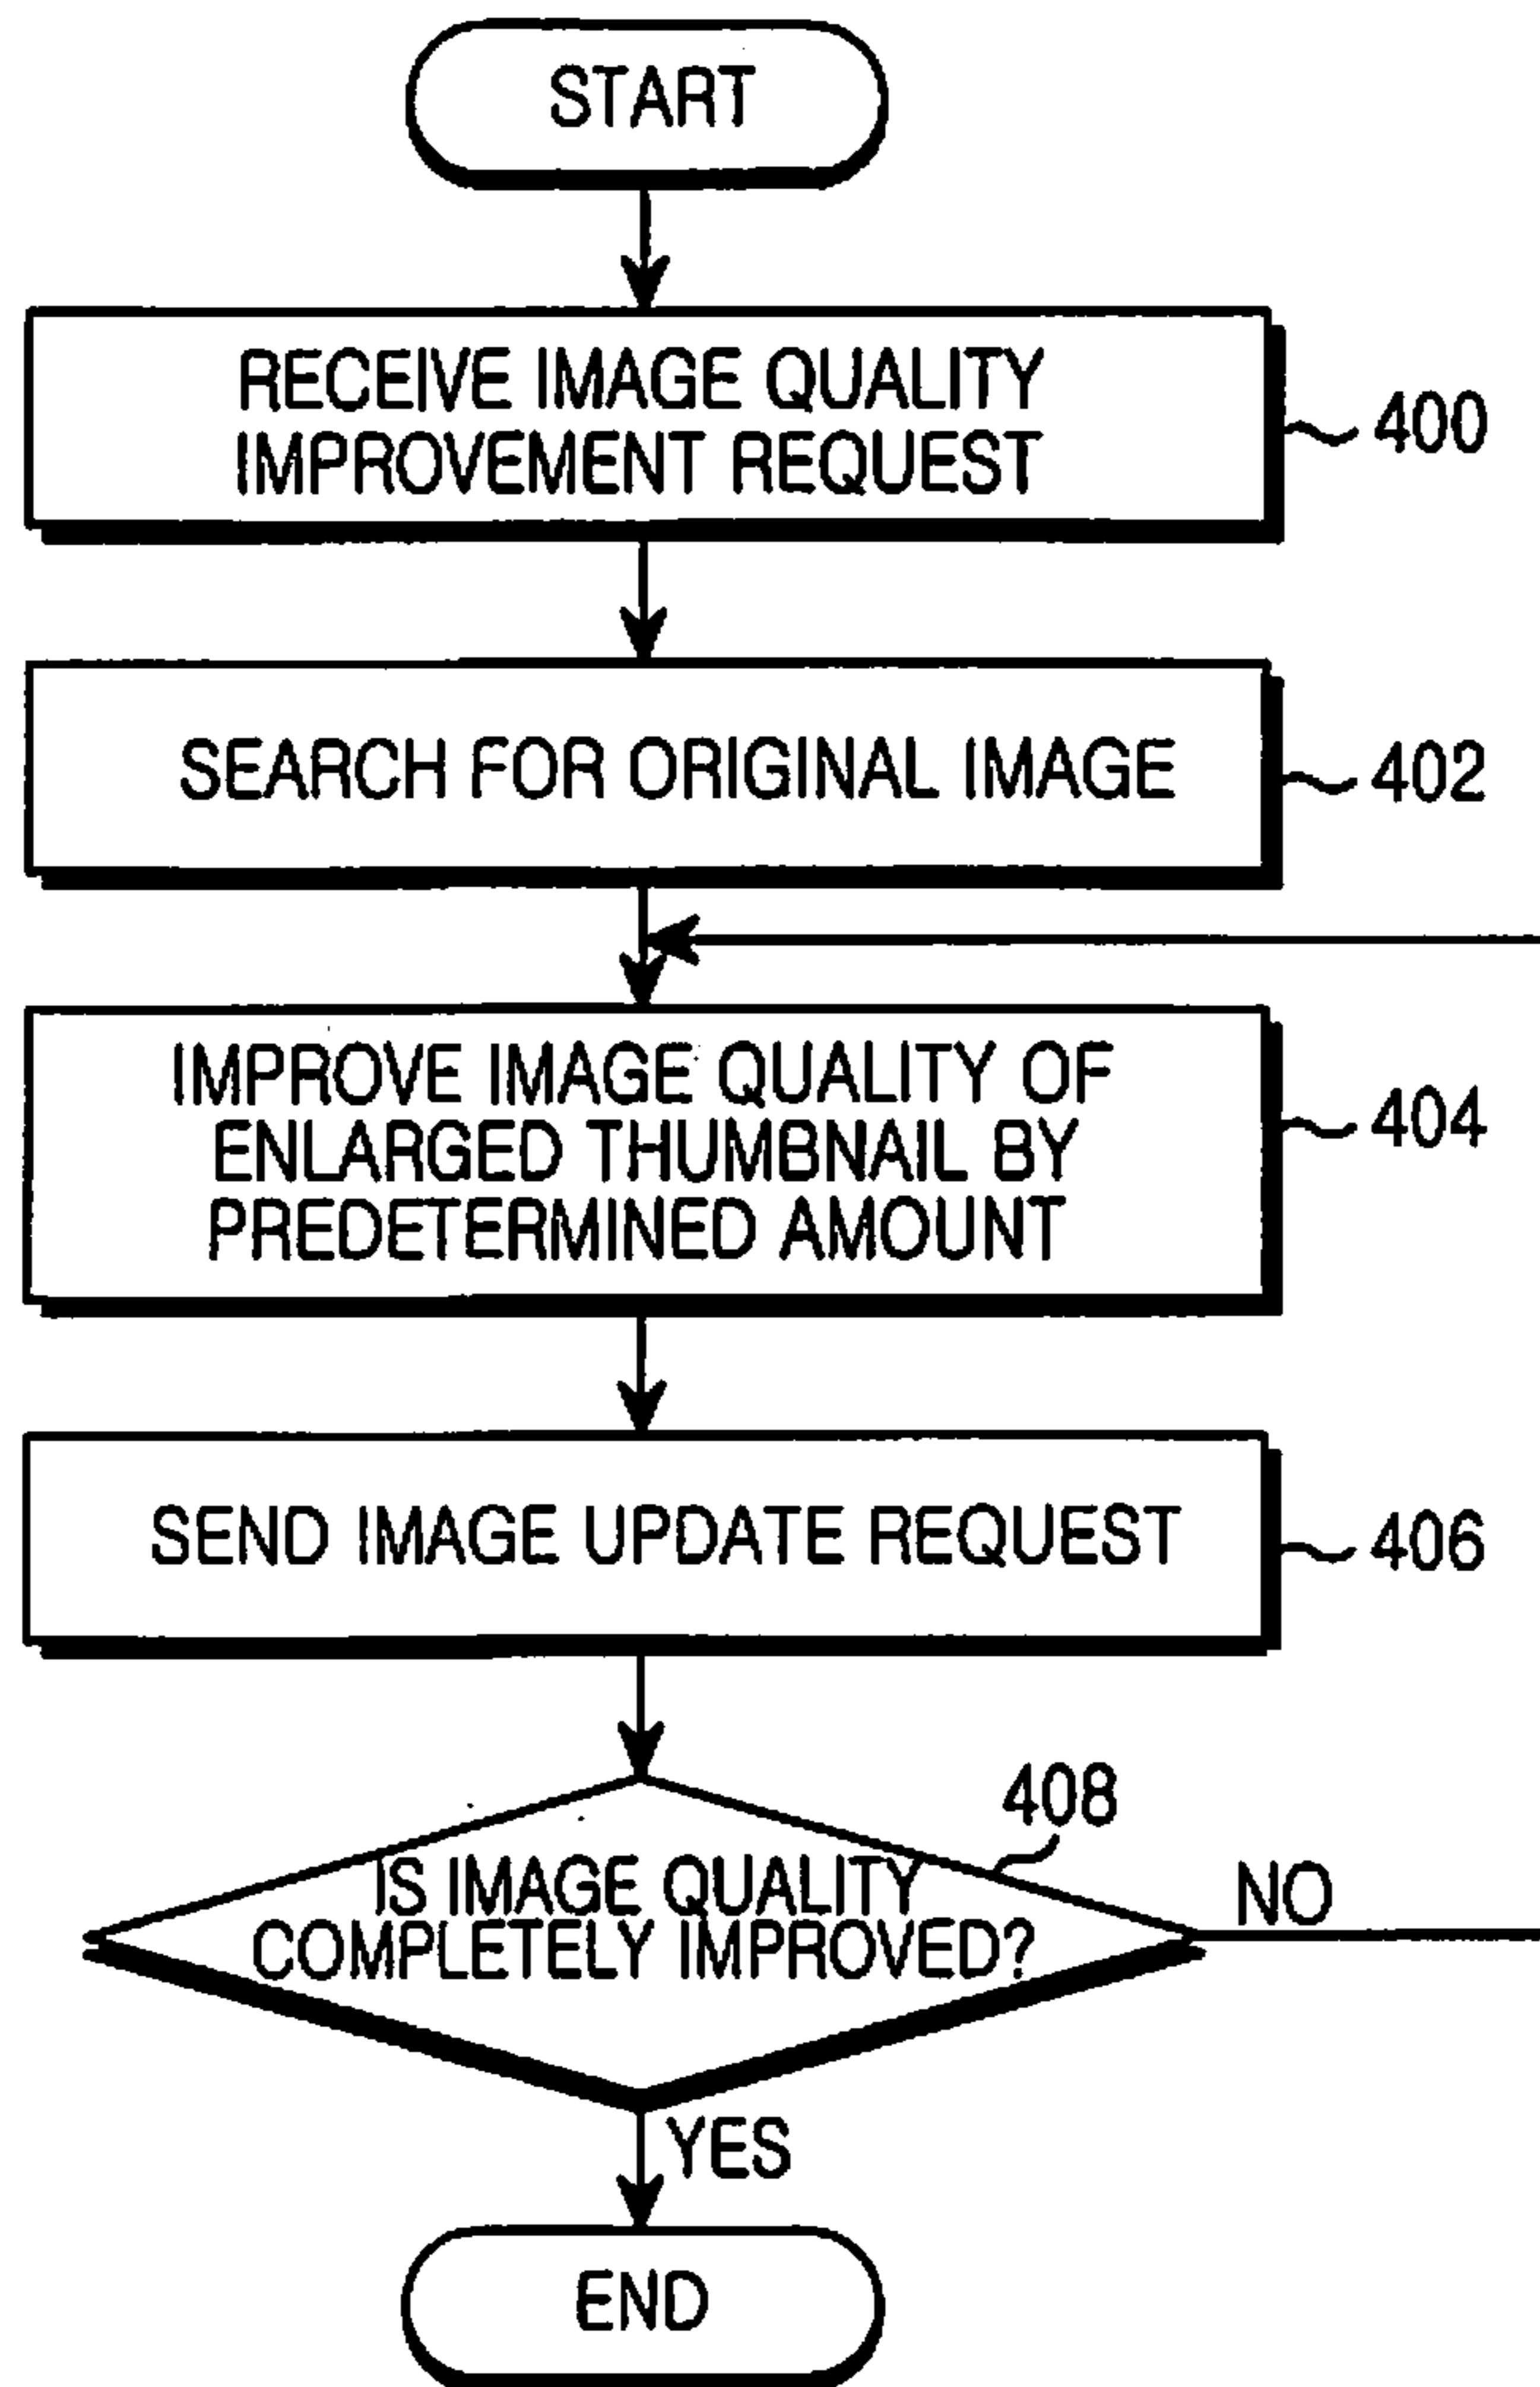 START
RECEIVE IMAGE QUALITY
IMPROVEMENT REQUEST
400
SEARCH FOR ORIGINAL IMAGE
402
IMPROVE IMAGE QUALITY OF
ENLARGED THUMBNAIL BY
PREDETERMINED AMOUNT
404
SEND IMAGE UPDATE REQUEST
406
408
IS IMAGE QUALITY
COMPLETELY IMPROVED?
NO
YES
END